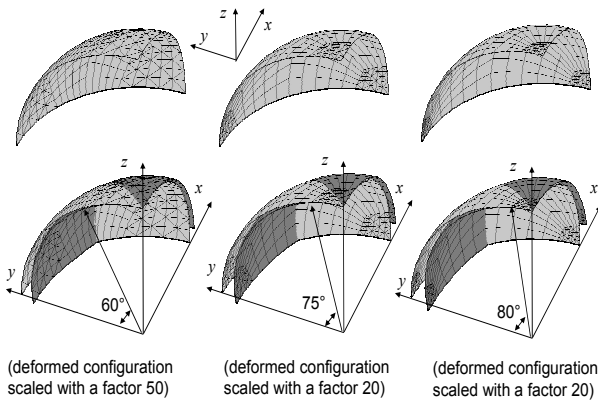 z
y
x
z
x
y
60°
z
x
y
75°
z
x
y
80°
(deformed configuration
scaled with a factor 50)
(deformed configuration
scaled with a factor 20)
(deformed configuration
scaled with a factor 20)